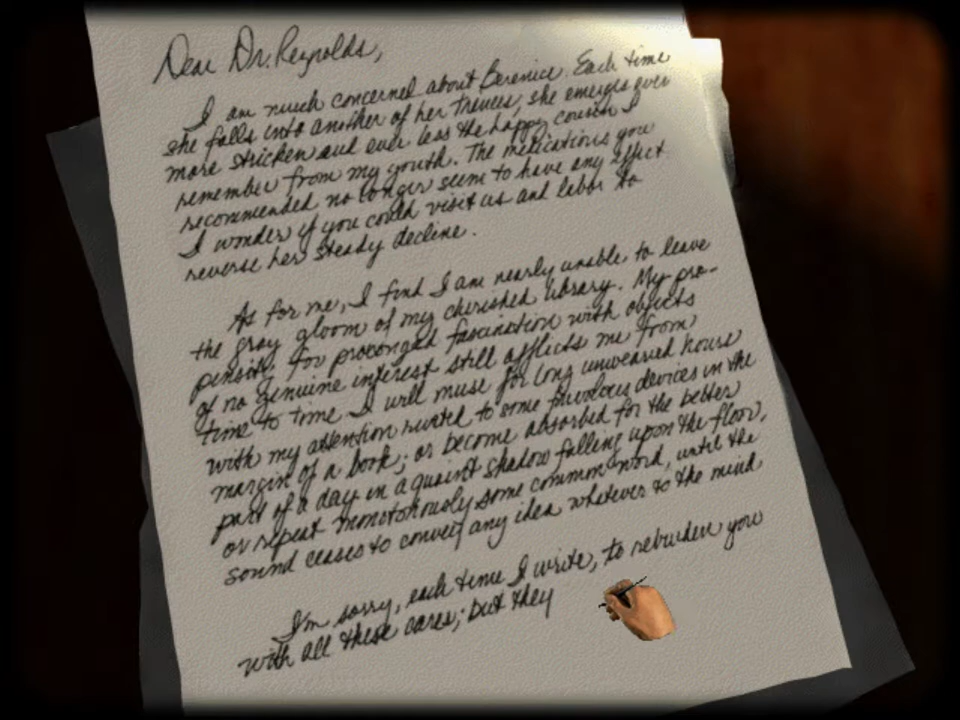 Dear Dr. Reynolds,
I am much concerned about Berenice. Each time
she falls into another of her trances, she emerges ever
more stricken and ever less the happy cousin I
remember from my youth. The medications you
recommended no longer seem to have any effect.
I wonder if you could visit us and labor to
reverse her steady decline.
As for me, I find I am nearly unable to leave
the gray gloom of my cherished library. My pro-
pensity for prolonged fascination with objects
of no genuine interest still afflicts me from
time to time. I will muse for long unwearied hours
with my attention riveted to some frivolous devices in the
margin of a book; or become absorbed for the better
part of a day in a quaint shadow falling upon the floor,
or repeat monotonously some common word, until the
sound ceases to convey any idea whatever to the mind
I'm sorry, each time I write, to reburden you
with all these cares; but they